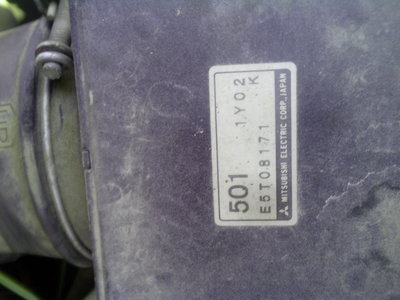 501 1Y02
E5T08171 K
MITSUBISHI ELECTRIC CORP., JAPAN